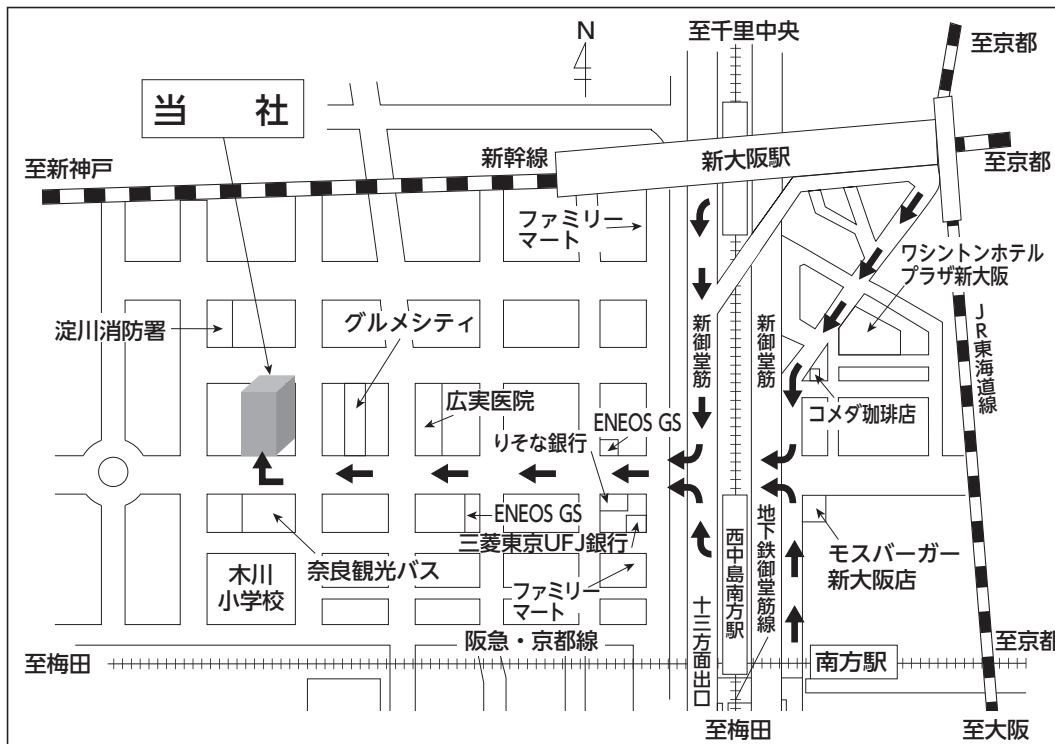 N
至千里中央
至京都
当　社
至新神戸
新幹線
新大阪駅
至京都
ファミリー
マート
ワシントンホテル
プラザ新大阪
淀川消防署
グルメシティ
新御堂筋
新御堂筋
JR東海道線
広実医院
ENEOS GS
りそな銀行
コメダ珈琲店
ENEOS GS
三菱東京UFJ銀行
奈良観光バス
木川
小学校
ファミリー
マート
西中島南方駅
地下鉄御堂筋線
モスバーガー
新大阪店
十三方面出口
阪急・京都線
至京都
至梅田
南方駅
至梅田
至大阪